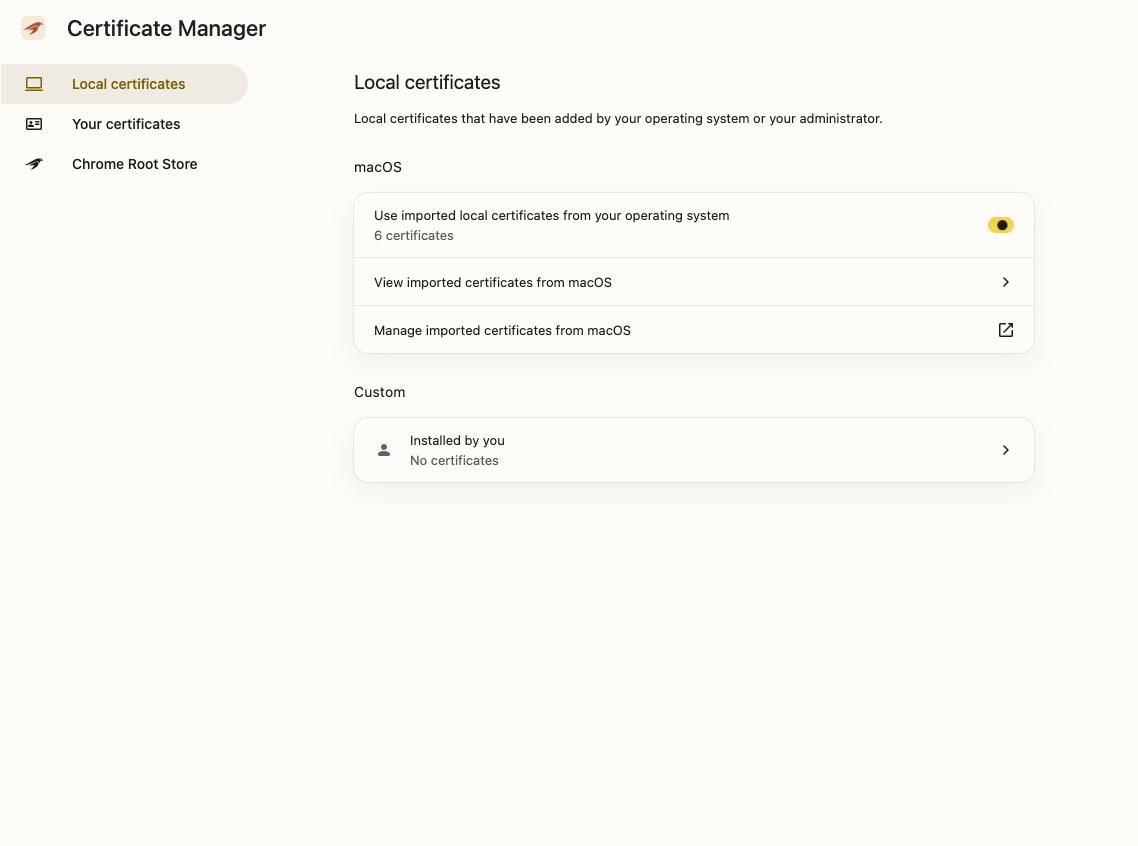 Certificate Manager
Local certificates
Your certificates
Chrome Root Store
Local certificates
Local certificates that have been added by your operating system or your administrator.
macOS
Use imported local certificates from your operating system
6 certificates
View imported certificates from macOS
Manage imported certificates from macOS
Custom
Installed by you
No certificates